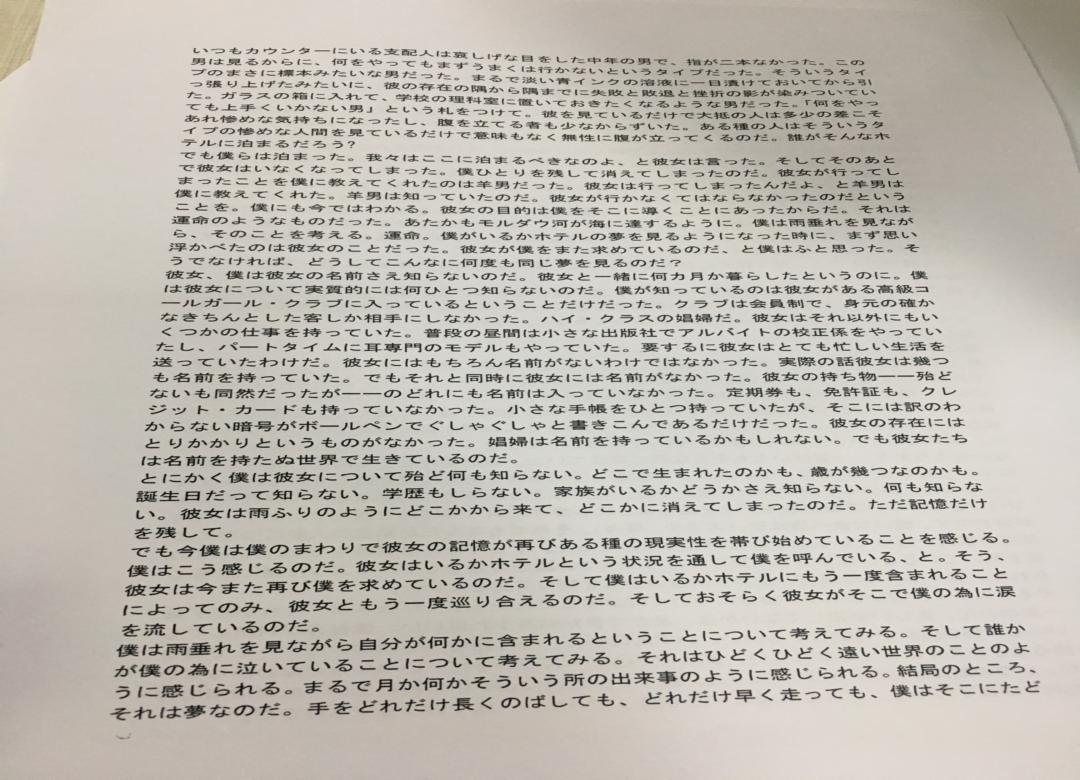 いつもカウンターにいる支配人は哀しげな目をした中年の男で、指が二本なかった。この
男は見るからに、何をやってもまずうまくは行かないというタイプだった。そういうタイ
プのまさに標本みたいな男だった。まるで淡い青インクの溶液に一日漬けておいてから引
っ張り上げたみたいに、彼の存在の隅から隅までに失敗と敗退と挫折の影が染みついてい
た。ガラスの箱に入れて、学校の理科室に置いておきたくなるような男だった。「何をやっ
ても上手くいかない男」という札をつけて。彼を見ているだけで大抵の人は多少の差こそ
あれ惨めな気持ちになったし、腹を立てる者も少なからずいた。ある種の人はそういうタ
イプの惨めな人間を見ているだけで意味もなく無性に腹が立ってくるのだ。誰がそんなホ
テルに泊まるだろう?
でも僕らは泊まった。我々はここに泊まるべきなのよ、と彼女は言った。そしてそのあと
で彼女はいなくなってしまった。僕ひとりを残して消えてしまったのだ。彼女が行ってし
まったことを僕に教えてくれたのは羊男だった。彼女は行ってしまったんだよ、と羊男は
僕に教えてくれた。羊男は知っていたのだ。彼女が行かなくてはならなかったのだという
ことを。僕にも今ではわかる。彼女の目的は僕をそこに導くことにあったからだ。それは
運命のようなものだった。あたかもモルダウ河が海に達するように。僕は雨垂れを見なが
ら、そのことを考える。運命。僕がいるかホテルの夢を見るようになった時に、まず思い
浮かべたのは彼女のことだった。彼女が僕をまた求めているのだ、と僕はふと思った。そ
うでなければ、どうしてこんなに何度も同じ夢を見るのだ?
彼女、僕は彼女の名前さえ知らないのだ。彼女と一緒に何カ月か暮らしたというのに。僕
は彼女について実質的には何ひとつ知らないのだ。僕が知っているのは彼女がある高級コ
ールガール・クラブに入っているということだけだった。クラブは会員制で、身元の確か
なきちんとした客しか相手にしなかった。ハイ・クラスの娼婦だ。彼女はそれ以外にもい
くつかの仕事を持っていた。普段の昼間は小さな出版社でアルバイトの校正係をやってい
たし、パートタイムに耳専門のモデルもやっていた。要するに彼女はとても忙しい生活を
送っていたわけだ。彼女にはもちろん名前がないわけではなかった。実際の話彼女は幾つ
も名前を持っていた。でもそれと同時に彼女には名前がなかった。彼女の持ち物——殆ど
ないも同然だったが——のどれにも名前は入っていなかった。定期券も、免許証も、クレ
ジット・カードも持っていなかった。小さな手帳をひとつ持っていたが、そこには訳のわ
からない暗号がボールペンでぐしゃぐしゃと書きこんであるだけだった。彼女の存在には
とりかかりというものがなかった。娼婦は名前を持っているかもしれない。でも彼女たち
は名前を持たぬ世界で生きているのだ。
とにかく僕は彼女について殆ど何も知らない。どこで生まれたのかも、歳が幾つなのかも。
誕生日だって知らない。学歴もしらない。家族がいるかどうかさえ知らない。何も知らな
い。彼女は雨ふりのようにどこかから来て、どこかに消えてしまったのだ。ただ記憶だけ
を残して。
でも今僕は僕のまわりで彼女の記憶が再びある種の現実性を帯び始めていることを感じる。
僕はこう感じるのだ。彼女はいるかホテルという状況を通して僕を呼んでいる、と。そう、
彼女は今また再び僕を求めているのだ。そして僕はいるかホテルにもう一度含まれること
によってのみ、彼女ともう一度巡り合えるのだ。そしておそらく彼女がそこで僕の為に涙
を流しているのだ。
僕は雨垂れを見ながら自分が何かに含まれるということについて考えてみる。そして誰か
が僕の為に泣いていることについて考えてみる。それはひどくひどく遠い世界のことのよ
うに感じられる。まるで月か何かそういう所の出来事のように感じられる。結局のところ、
それは夢なのだ。手をどれだけ長くのばしても、どれだけ早く走っても、僕はそこにたど